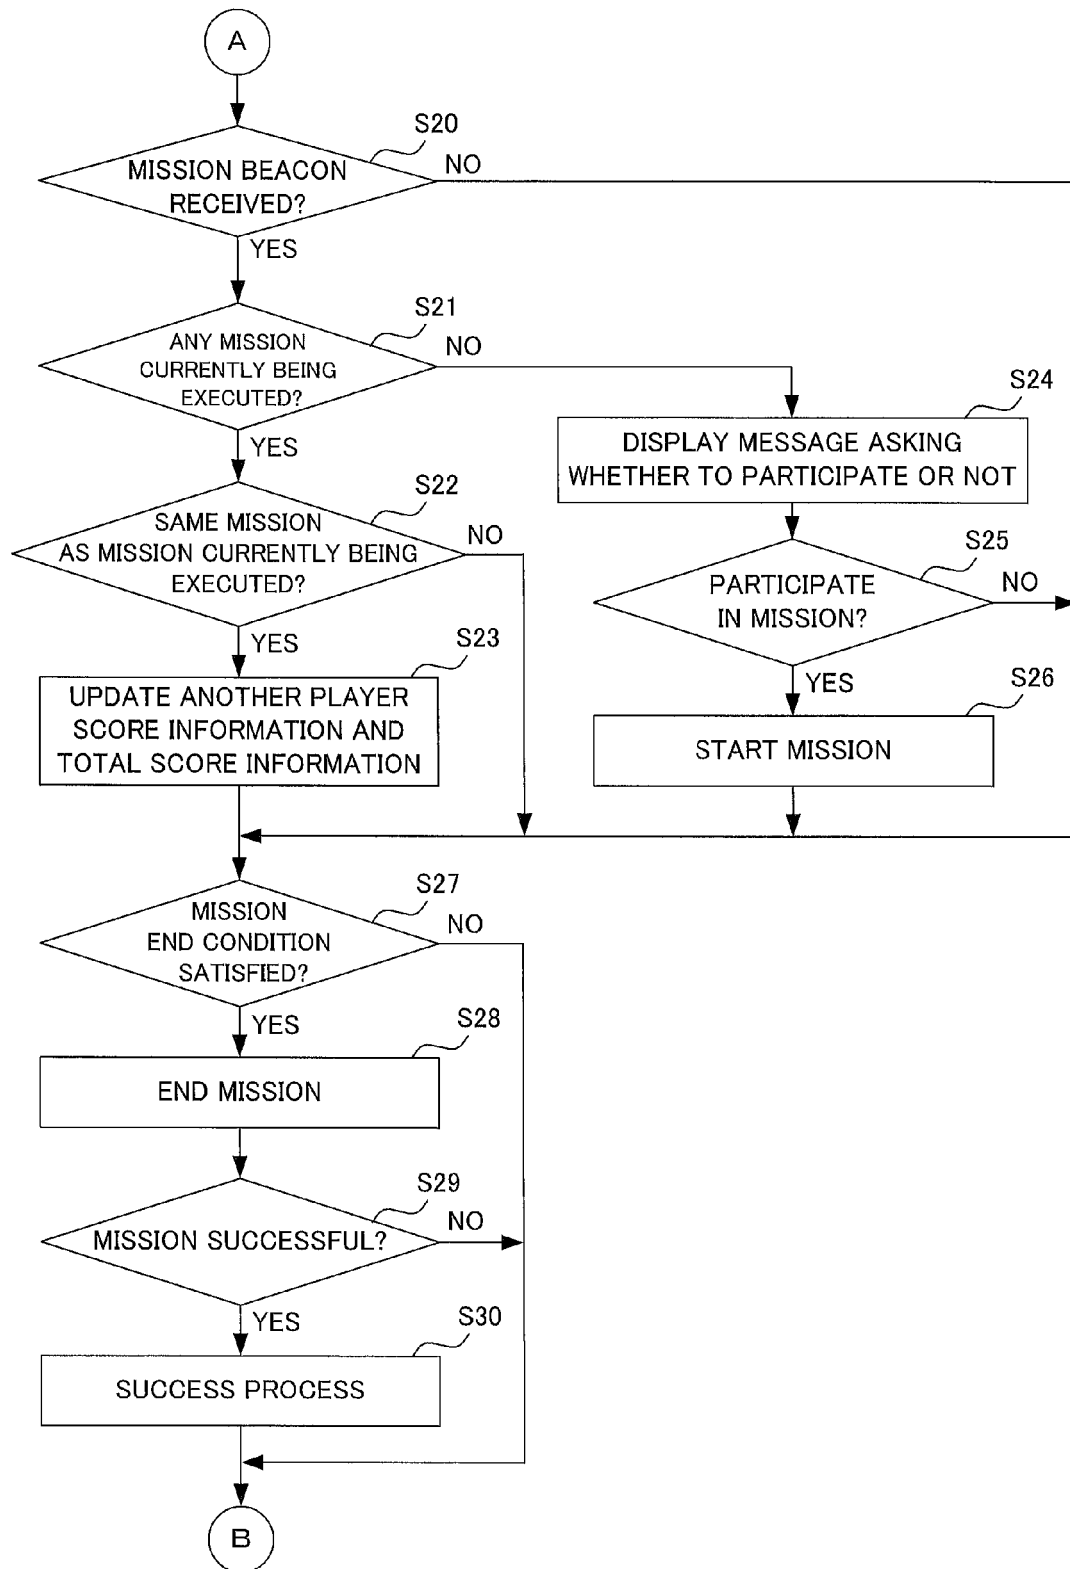 A
S20
MISSION BEACON
RECEIVED?
NO
YES
S21
ANY MISSION
CURRENTLY BEING
EXECUTED?
NO
YES
S24
DISPLAY MESSAGE ASKING
WHETHER TO PARTICIPATE OR NOT
S22
SAME MISSION
AS MISSION CURRENTLY BEING
EXECUTED?
NO
YES
S25
PARTICIPATE
IN MISSION?
NO
YES
S23
UPDATE ANOTHER PLAYER
SCORE INFORMATION AND
TOTAL SCORE INFORMATION
S26
START MISSION
S27
MISSION
END CONDITION
SATISFIED?
NO
YES
S28
END MISSION
S29
MISSION SUCCESSFUL?
NO
YES
S30
SUCCESS PROCESS
B